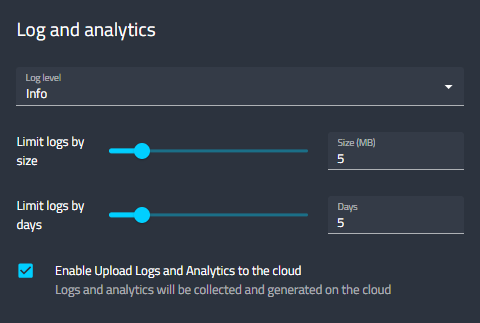 Log and analytics
Log level
Info
Limit logs by
size
Size (MB)
5
Limit logs by
days
Days
5
Enable Upload Logs and Analytics to the cloud
Logs and analytics will be collected and generated on the cloud